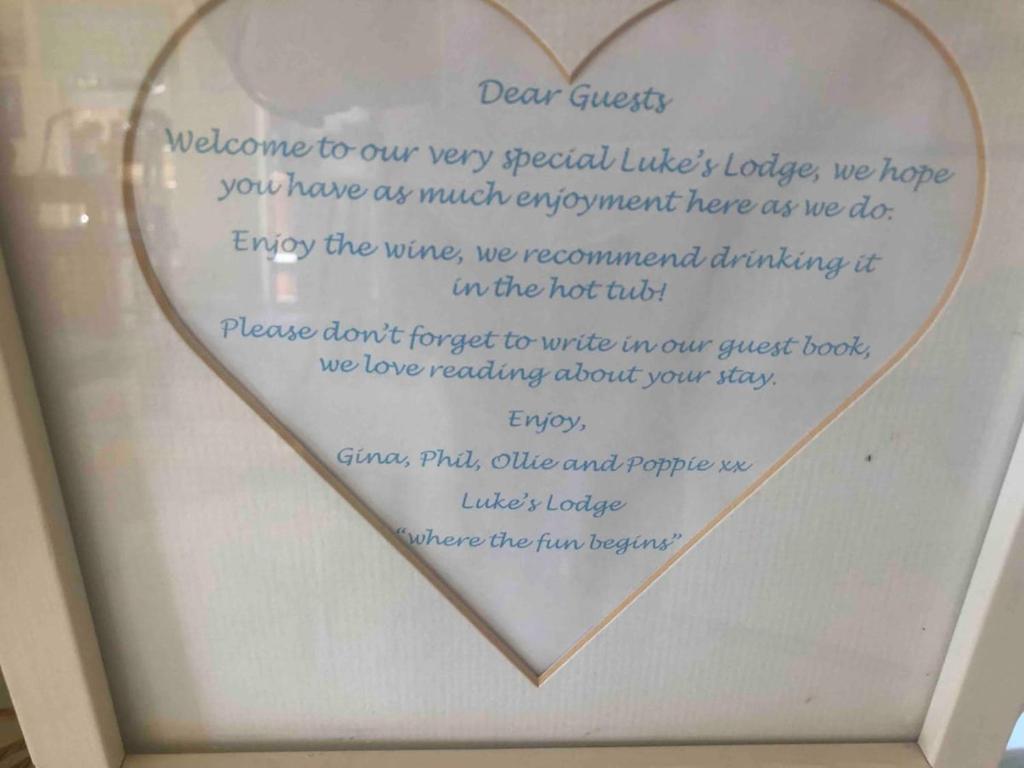 Dear Guests
Welcome to our very special Luke's Lodge, we hope
you have as much enjoyment here as we do.
Enjoy the wine, we recommend drinking it
in the hot tub!
Please don't forget to write in our guest book,
we love reading about your stay.
Enjoy,
Gina, Phil, Ollie and Poppie xx
Luke's Lodge
"where the fun begins"